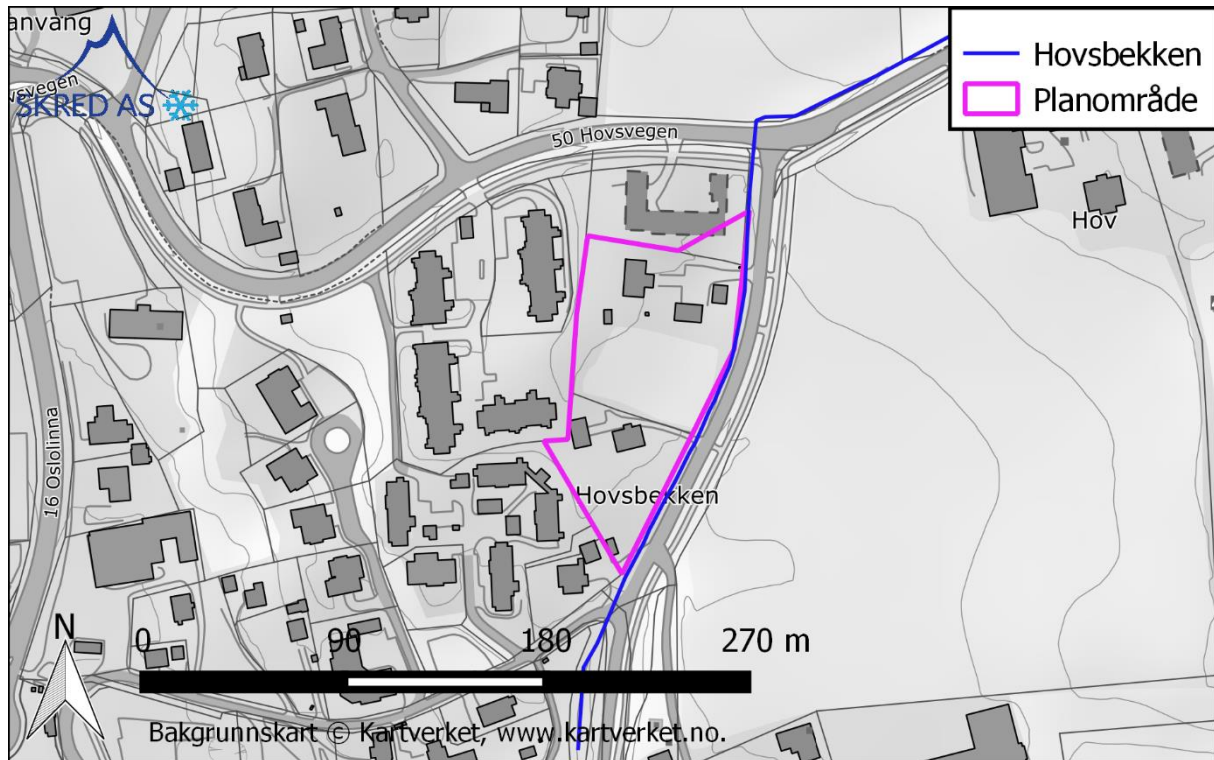 anvang
vsvegen
SKRED AS
Hovsbekken
Planområde
50 Hovsvegen
Hov
16 Oslolinna
Hovsbekken
N
0 90 180 270 m
Bakgrunnskart © Kartverket, www.kartverket.no.